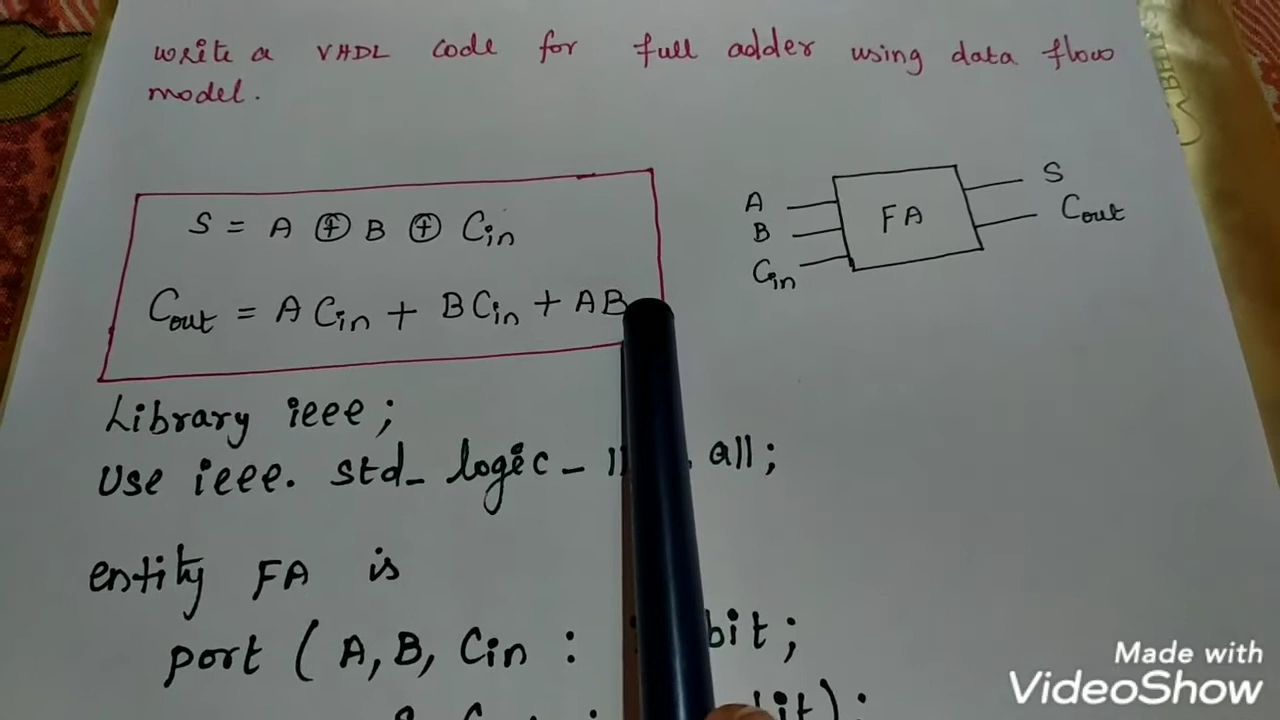 write a VHDL code for full adder using data flow
model.
S = A ⊕ B ⊕ Cin
Cout = A Cin + B Cin + AB
A
B
Cin
FA
S
Cout
Library ieee;
Use ieee. std_ logic_ all;
entity FA is
port ( A, B, Cin : bit;
Made with
VideoShow